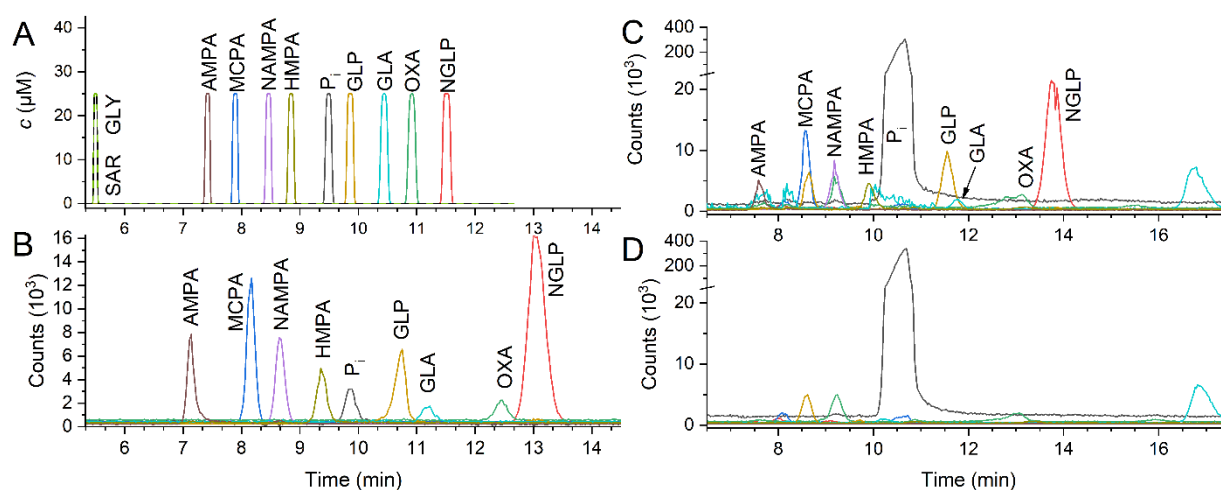 A
c (µM)
40
20
0
SAR GLY
AMPA
MCPA
NAMPA
HMPA
Pi
GLP
GLA
OXA
NGLP
6 7 8 9 10 11 12 13 14
B
Counts (10³)
16
14
12
10
8
6
4
2
0
AMPA
MCPA
NAMPA
HMPA
Pi
GLP
GLA
OXA
NGLP
6 7 8 9 10 11 12 13 14
Time (min)
C
Counts (10³)
400
200
20
10
0
AMPA
MCPA
NAMPA
HMPA
Pi
GLP
GLA
OXA
NGLP
8 10 12 14 16
D
Counts (10³)
400
200
20
10
0
8 10 12 14 16
Time (min)